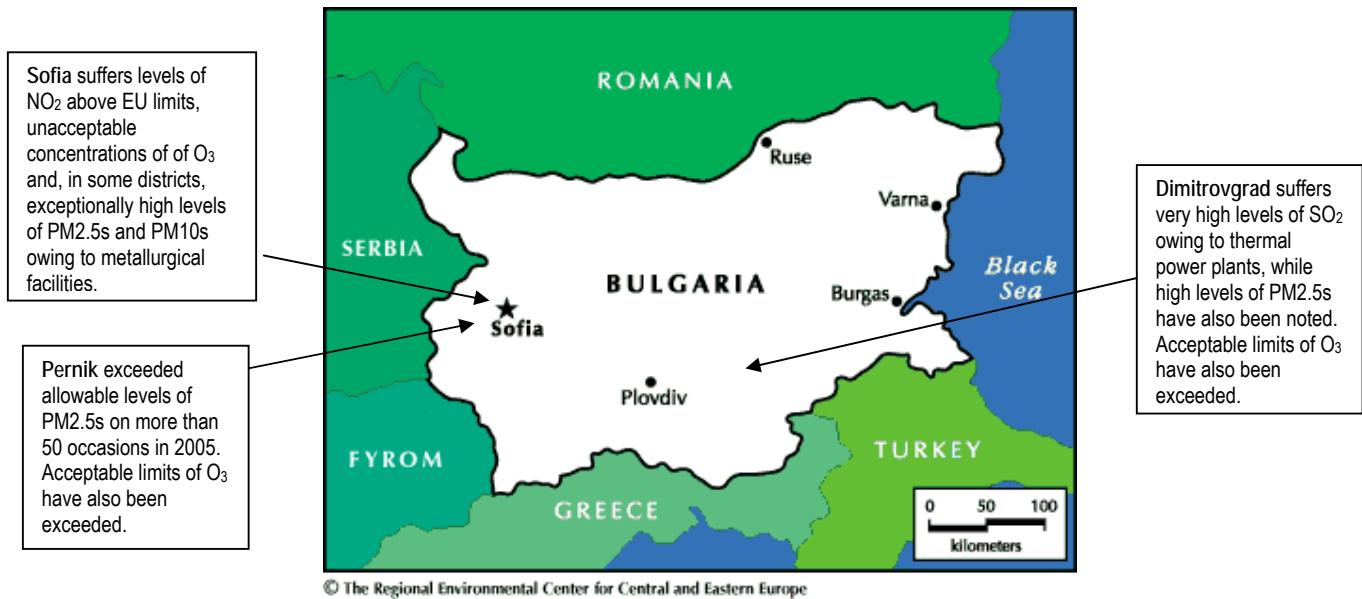 Sofia suffers levels of
NO2 above EU limits,
unacceptable
concentrations of of O3
and, in some districts,
exceptionally high levels
of PM2.5s and PM10s
owing to metallurgical
facilities.
Pernik exceeded
allowable levels of
PM2.5s on more than
50 occasions in 2005.
Acceptable limits of O3
have also been
exceeded.
ROMANIA
Ruse
Varna
SERBIA
BULGARIA
Black
Sea
Burgas
Sofia
Plovdiv
FYROM
TURKEY
GREECE
0 50 100
kilometers
Dimitrovgrad suffers
very high levels of SO2
owing to thermal
power plants, while
high levels of PM2.5s
have also been noted.
Acceptable limits of O3
have also been
exceeded.
© The Regional Environmental Center for Central and Eastern Europe